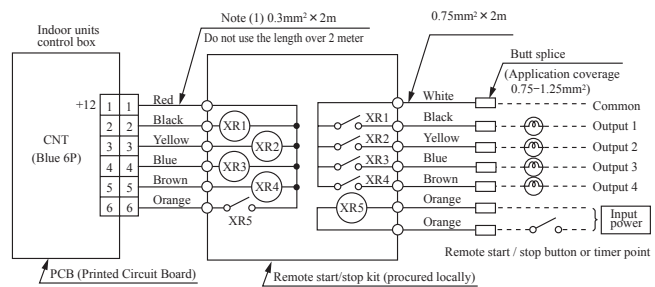 Note (1) 0.3mm² × 2m
Do not use the length over 2 meter
0.75mm² × 2m
Indoor units
control box
Butt splice
(Application coverage
0.75−1.25mm²)
CNT
(Blue 6P)
+12
1 1 Red
2 2 Black
3 3 Yellow
4 4 Blue
5 5 Brown
6 6 Orange
XR1
XR2
XR3
XR4
XR5
XR1
XR2
XR3
XR4
XR5
White Common
Black Output 1
Yellow Output 2
Blue Output 3
Brown Output 4
Orange
Orange
Input
power
Remote start / stop button or timer point
PCB (Printed Circuit Board)
Remote start/stop kit (procured locally)